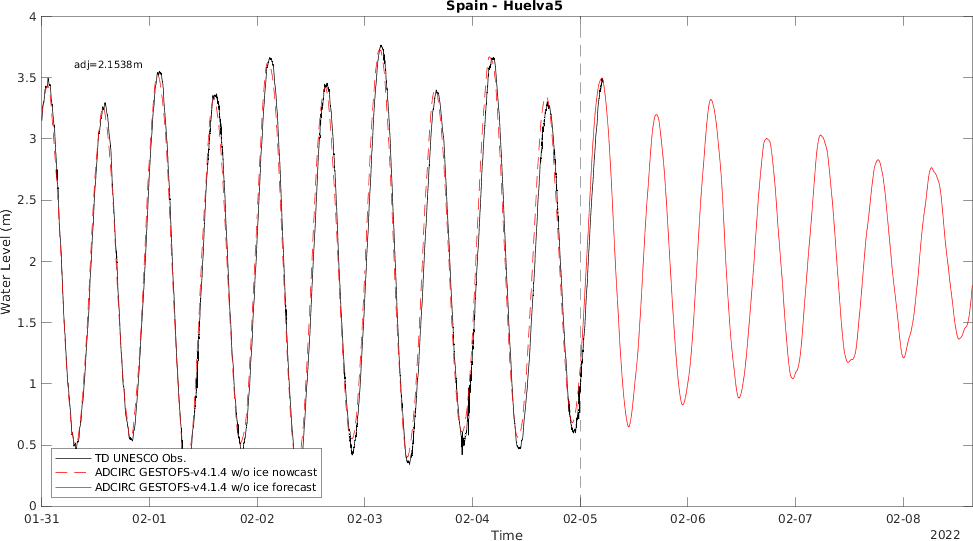 Spain - Huelva5
4
3.5
3
2.5
2
1.5
1
0.5
0
Water Level (m)
adj=2.1538m
TD UNESCO Obs.
ADCIRC GESTOFS-v4.1.4 w/o ice nowcast
ADCIRC GESTOFS-v4.1.4 w/o ice forecast
01-31 02-01 02-02 02-03 02-04 02-05 02-06 02-07 02-08
Time
2022